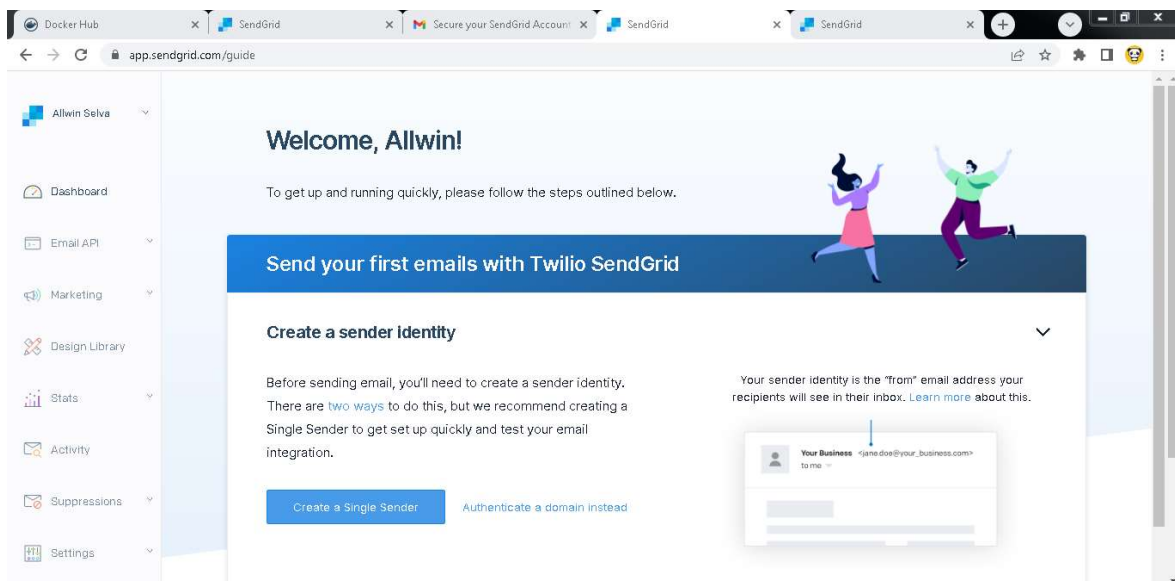 Docker Hub
SendGrid
Secure your SendGrid Account
SendGrid
SendGrid
app.sendgrid.com/guide
Allwin Selva
Dashboard
Email API
Marketing
Design Library
Stats
Activity
Suppressions
Settings
Welcome, Allwin!
To get up and running quickly, please follow the steps outlined below.
Send your first emails with Twilio SendGrid
Create a sender identity
Before sending email, you'll need to create a sender identity.
There are two ways to do this, but we recommend creating a
Single Sender to get set up quickly and test your email
integration.
Create a Single Sender
Authenticate a domain instead
Your sender identity is the "from" email address your
recipients will see in their inbox. Learn more about this.
Your Business <jane.doe@your_business.com>
to me